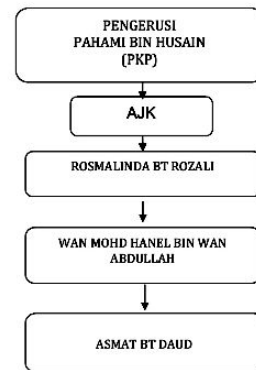 PENGERUSI
PAHAMI BIN HUSAIN
(PKP)
AJK
ROSMALINDA BT ROZALI
WAN MOHD HANEL BIN WAN
ABDULLAH
ASMAT BT DAUD